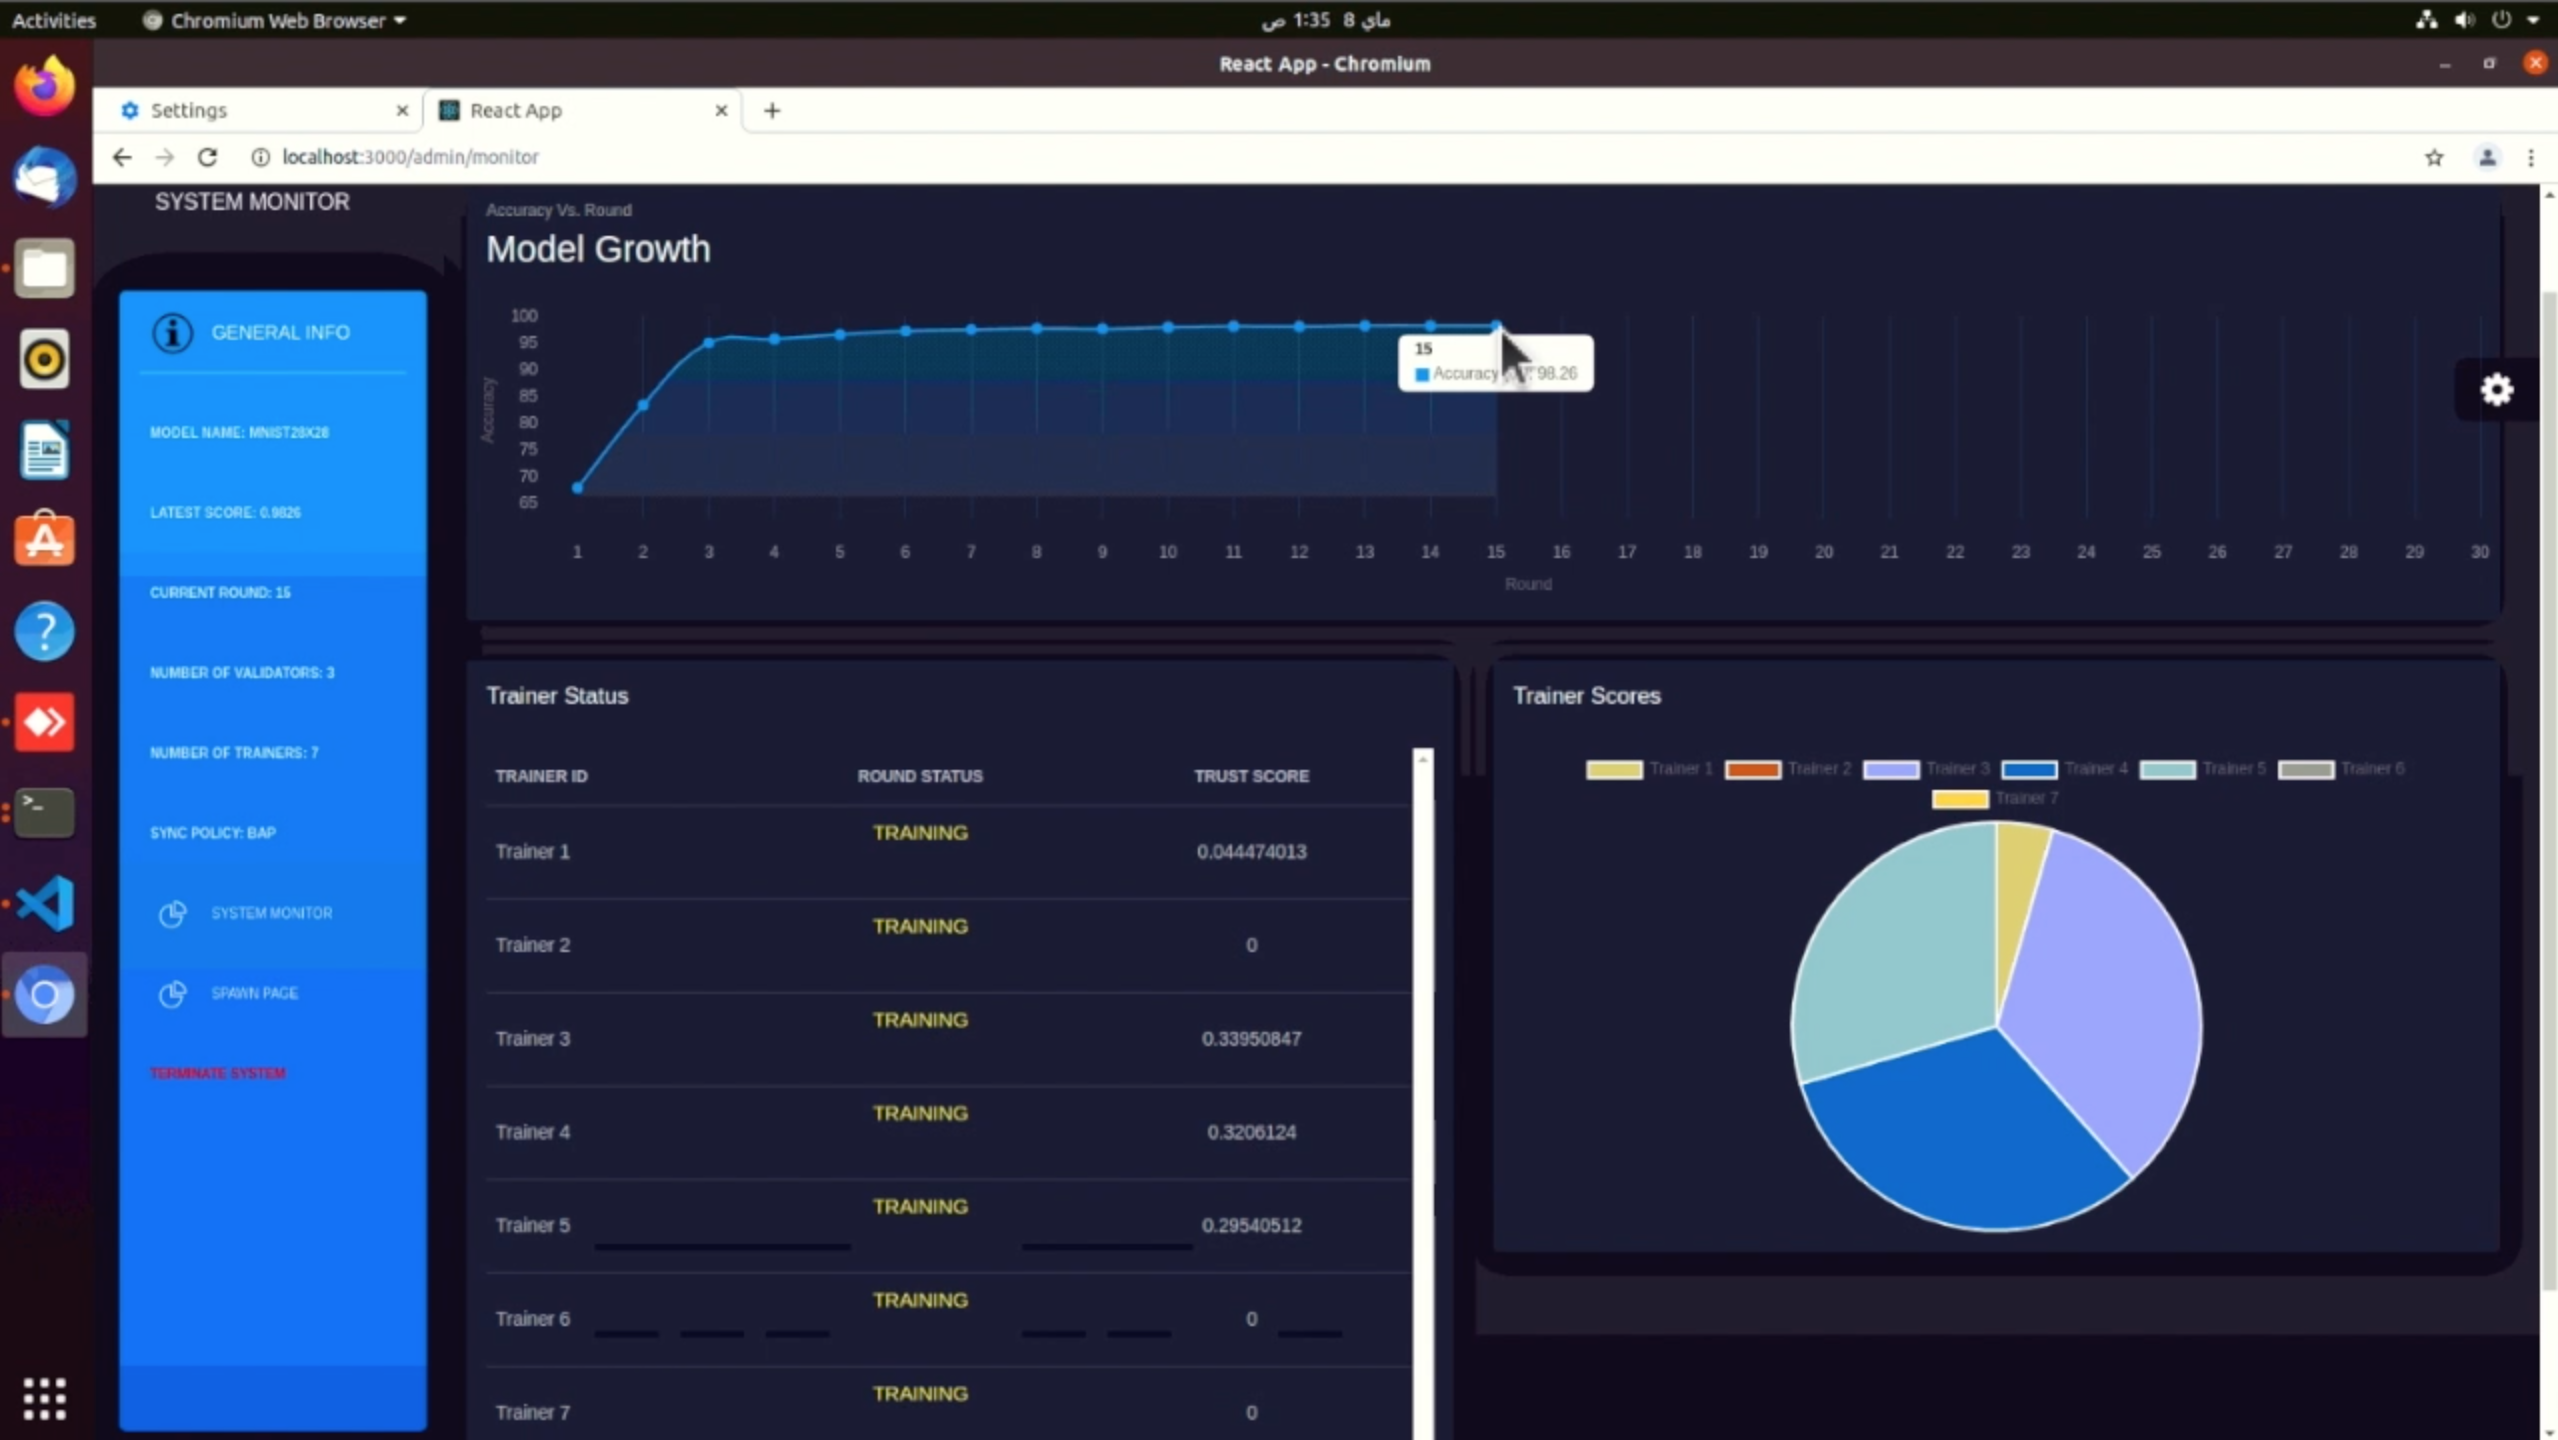 Activities
Chromium Web Browser
ماي 8 1:35 ص
React App - Chromium
Settings
React App
localhost:3000/admin/monitor
SYSTEM MONITOR
GENERAL INFO
MODEL NAME: MNIST28X28
LATEST SCORE: 0.9826
CURRENT ROUND: 15
NUMBER OF VALIDATORS: 3
NUMBER OF TRAINERS: 7
SYNC POLICY: BAP
SYSTEM MONITOR
SPAWN PAGE
TERMINATE SYSTEM
Accuracy Vs. Round
Model Growth
Accuracy
100
95
90
85
80
75
70
65
15
Accuracy 98.26
1 2 3 4 5 6 7 8 9 10 11 12 13 14 15 16 17 18 19 20 21 22 23 24 25 26 27 28 29 30
Round
Trainer Status
TRAINER ID ROUND STATUS TRUST SCORE
Trainer 1 TRAINING 0.044474013
Trainer 2 TRAINING 0
Trainer 3 TRAINING 0.33950847
Trainer 4 TRAINING 0.3206124
Trainer 5 TRAINING 0.29540512
Trainer 6 TRAINING 0
Trainer 7 TRAINING 0
Trainer Scores
Trainer 1 Trainer 2 Trainer 3 Trainer 4 Trainer 5 Trainer 6
Trainer 7